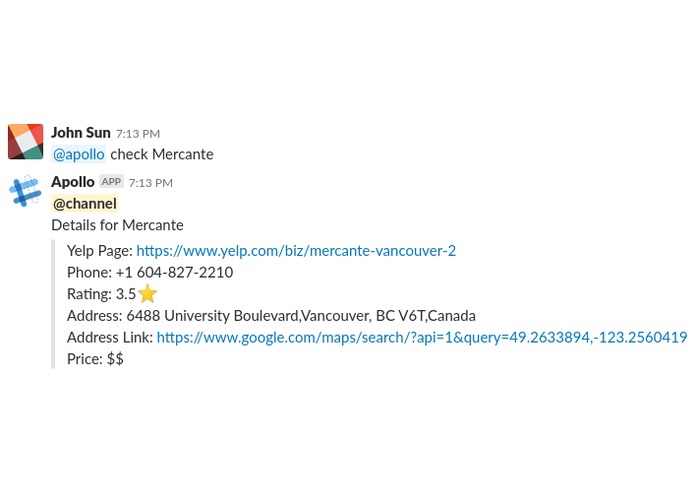 John Sun 7:13 PM
@apollo check Mercante
Apollo APP 7:13 PM
@channel
Details for Mercante
Yelp Page: https://www.yelp.com/biz/mercante-vancouver-2
Phone: +1 604-827-2210
Rating: 3.5⭐
Address: 6488 University Boulevard,Vancouver, BC V6T,Canada
Address Link: https://www.google.com/maps/search/?api=1&query=49.2633894,-123.2560419
Price: $$